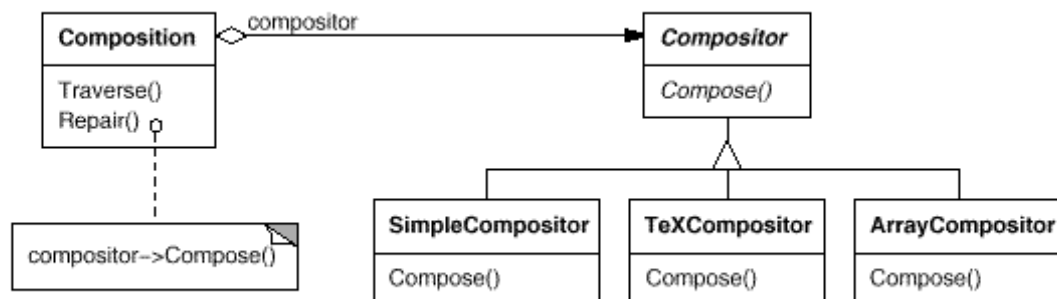 Composition
compositor
Compositor
Traverse()
Repair()
Compose()
compositor->Compose()
SimpleCompositor
Compose()
TeXCompositor
Compose()
ArrayCompositor
Compose()